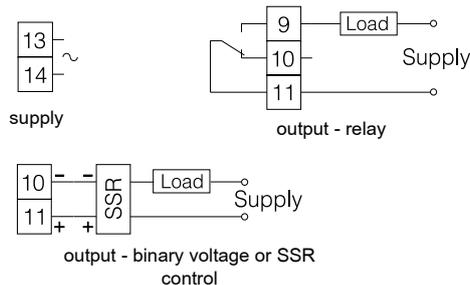 13
14
supply
9
Load
10
Supply
11
output - relay
10 – – SSR Load
Supply
11 + +
output - binary voltage or SSR
control